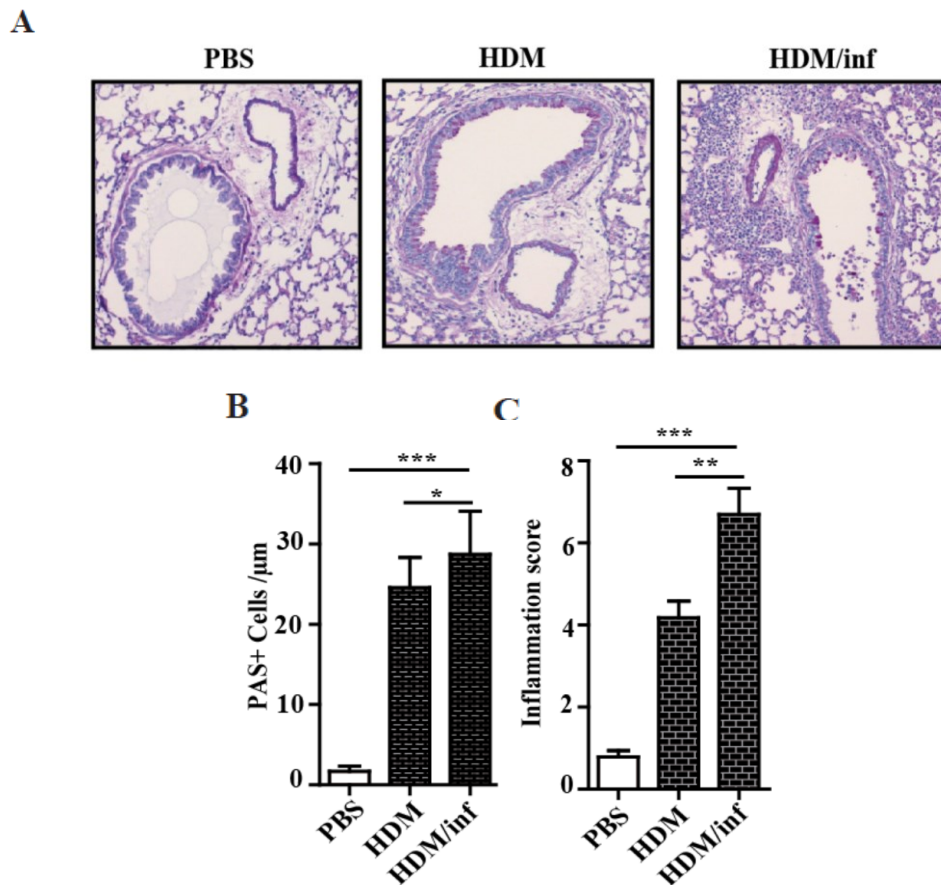 A
PBS
HDM
HDM/inf
B
40
30
20
10
0
PAS+ Cells /μm
***
*
PBS
HDM
HDM/inf
C
8
6
4
2
0
Inflammation score
***
**
PBS
HDM
HDM/inf